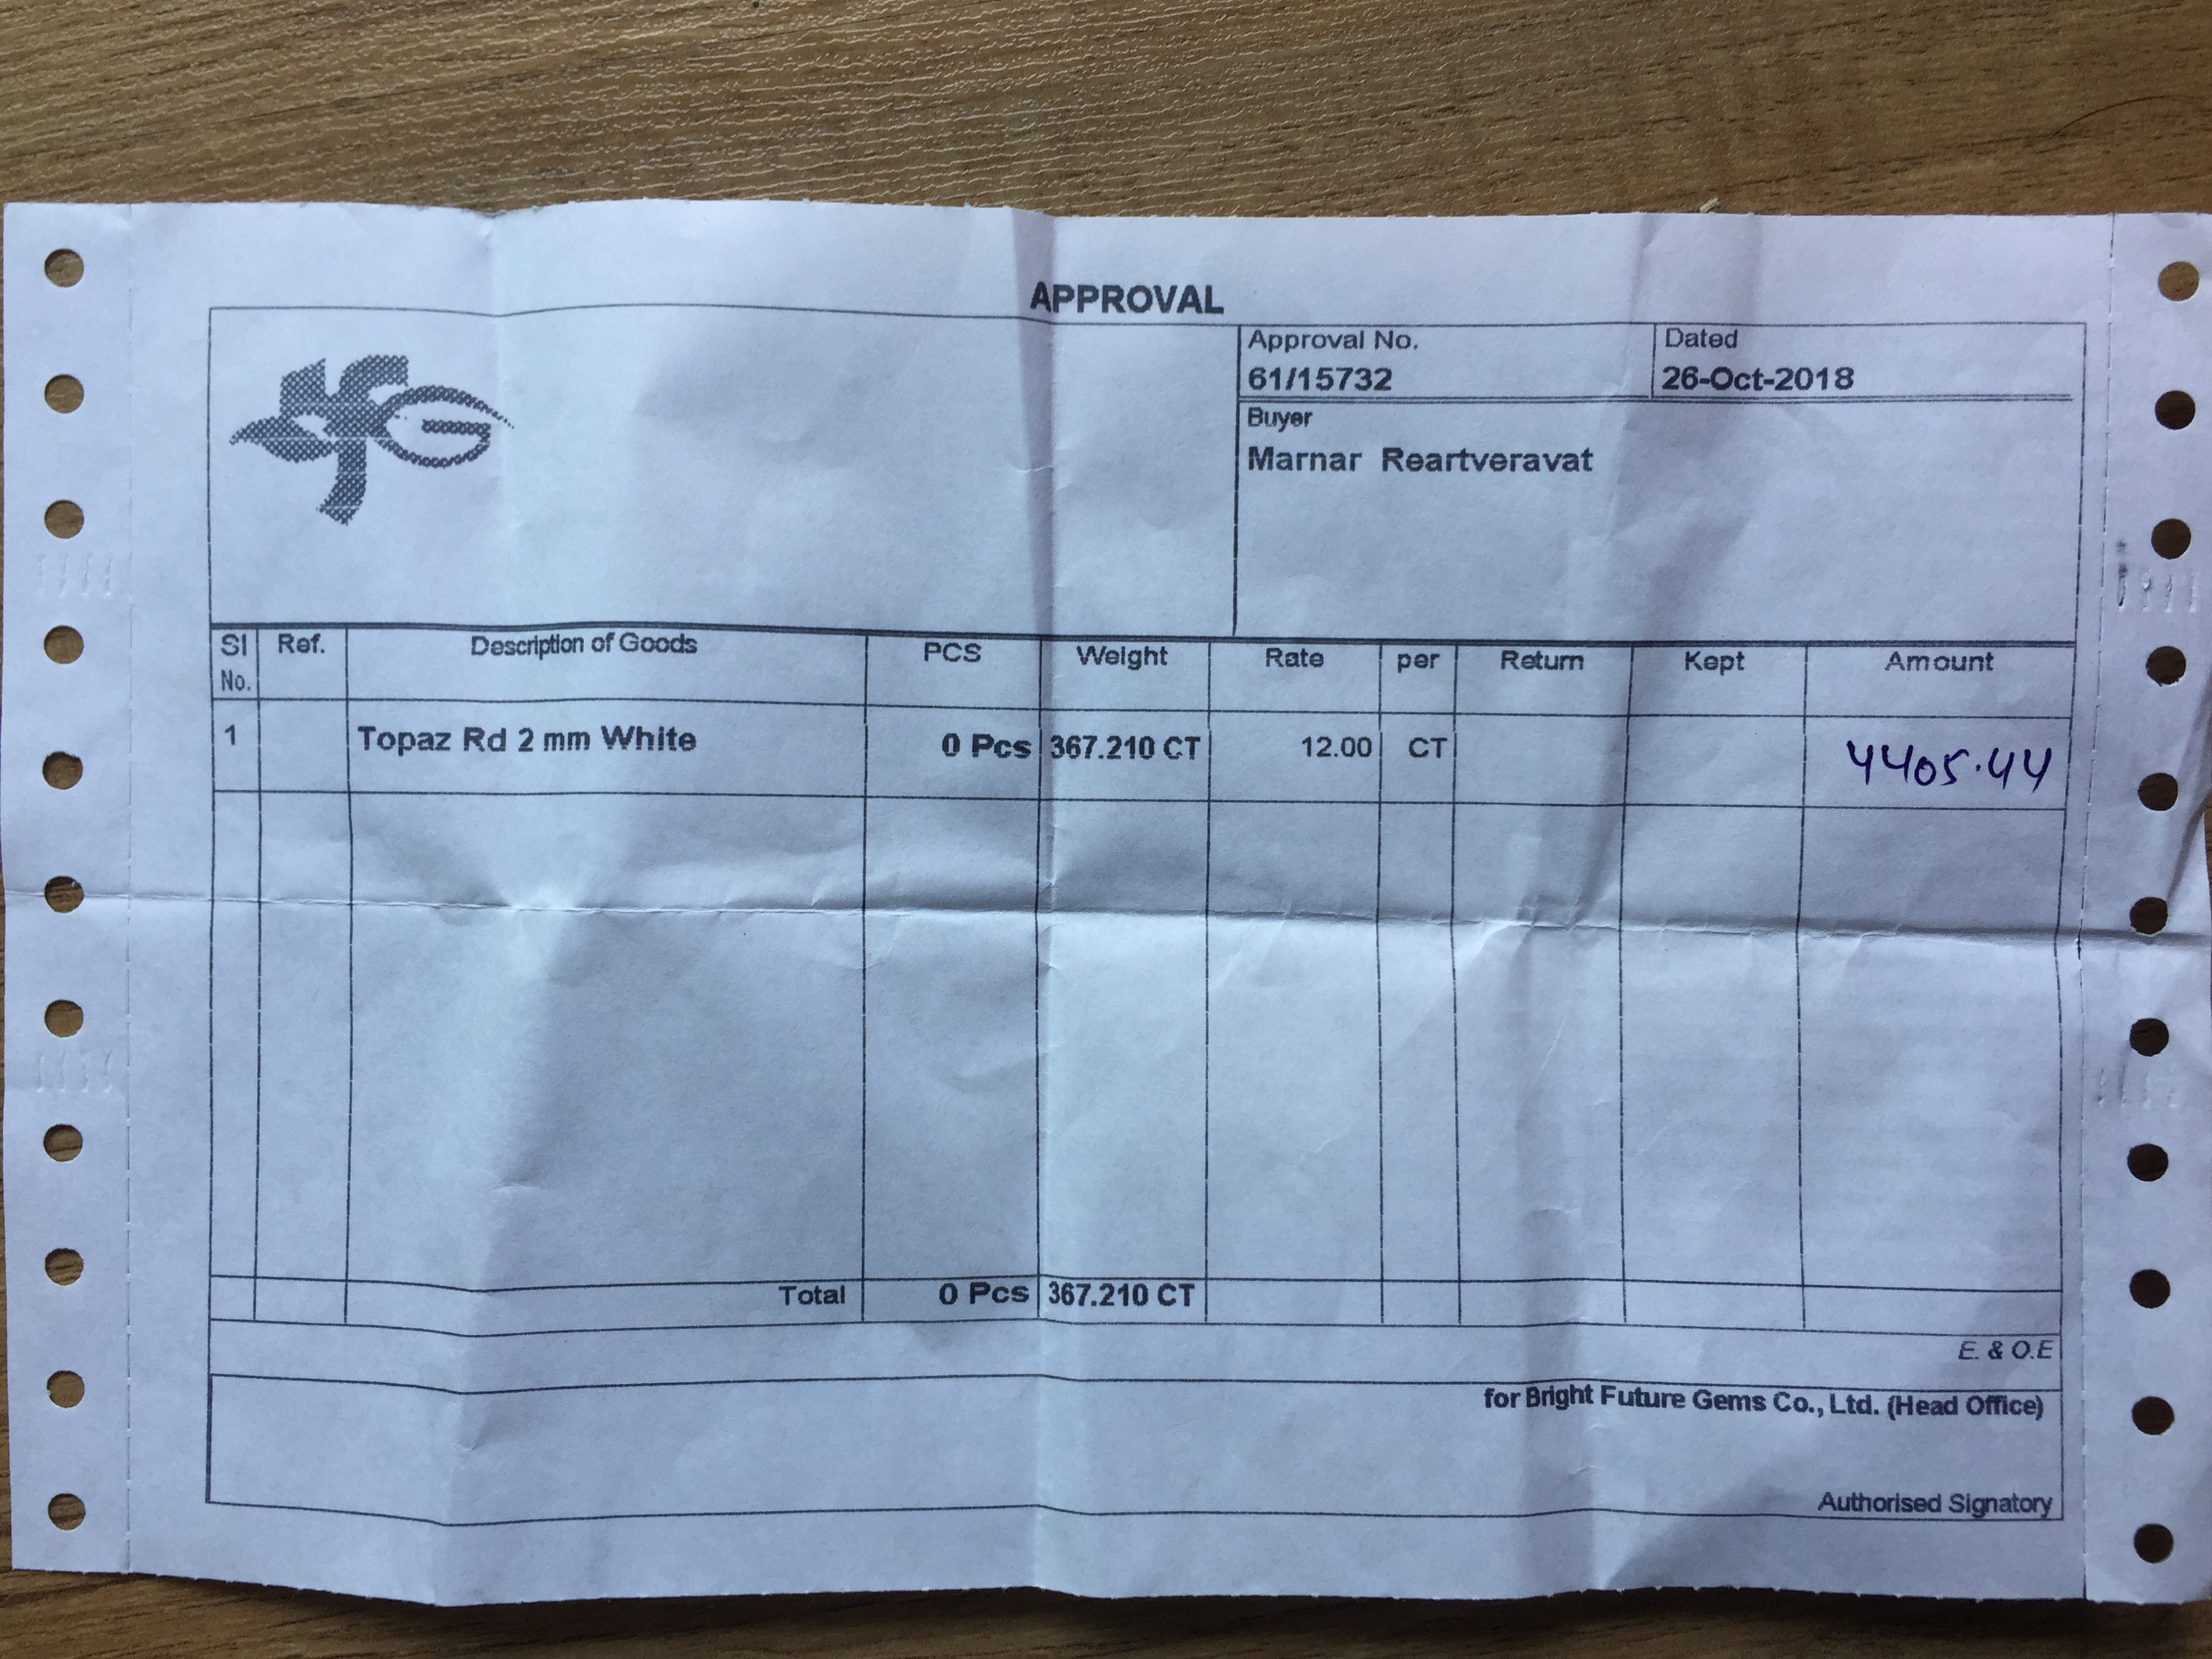 APPROVAL
Approval No.
61/15732
Dated
26-Oct-2018
Buyer
Marnar Reartveravat
Sl No. Ref. Description of Goods PCS Weight Rate per Return Kept Amount
1 Topaz Rd 2 mm White 0 Pcs 367.210 CT 12.00 CT 4405.44
Total 0 Pcs 367.210 CT
E. & O.E
for Bright Future Gems Co., Ltd. (Head Office)
Authorised Signatory